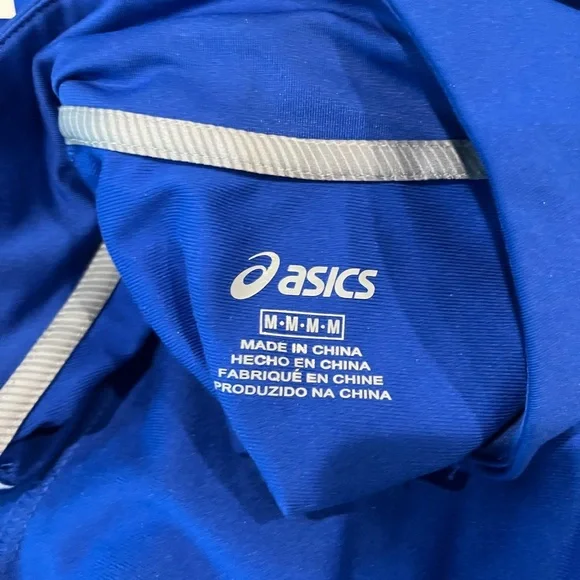 asics
M•M•M•M
MADE IN CHINA
HECHO EN CHINA
FABRIQUÉ EN CHINE
PRODUZIDO NA CHINA